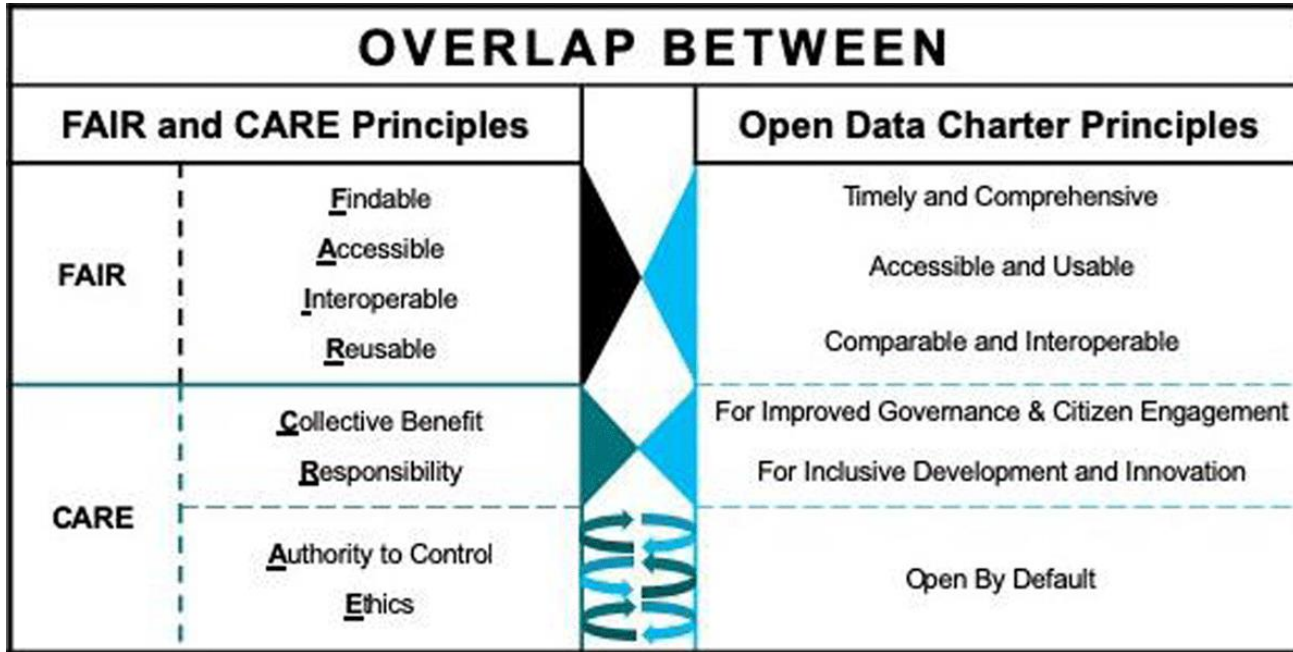 OVERLAP BETWEEN
FAIR and CARE Principles
Open Data Charter Principles
FAIR
Findable
Accessible
Interoperable
Reusable
Timely and Comprehensive
Accessible and Usable
Comparable and Interoperable
CARE
Collective Benefit
Responsibility
For Improved Governance & Citizen Engagement
For Inclusive Development and Innovation
Authority to Control
Ethics
Open By Default